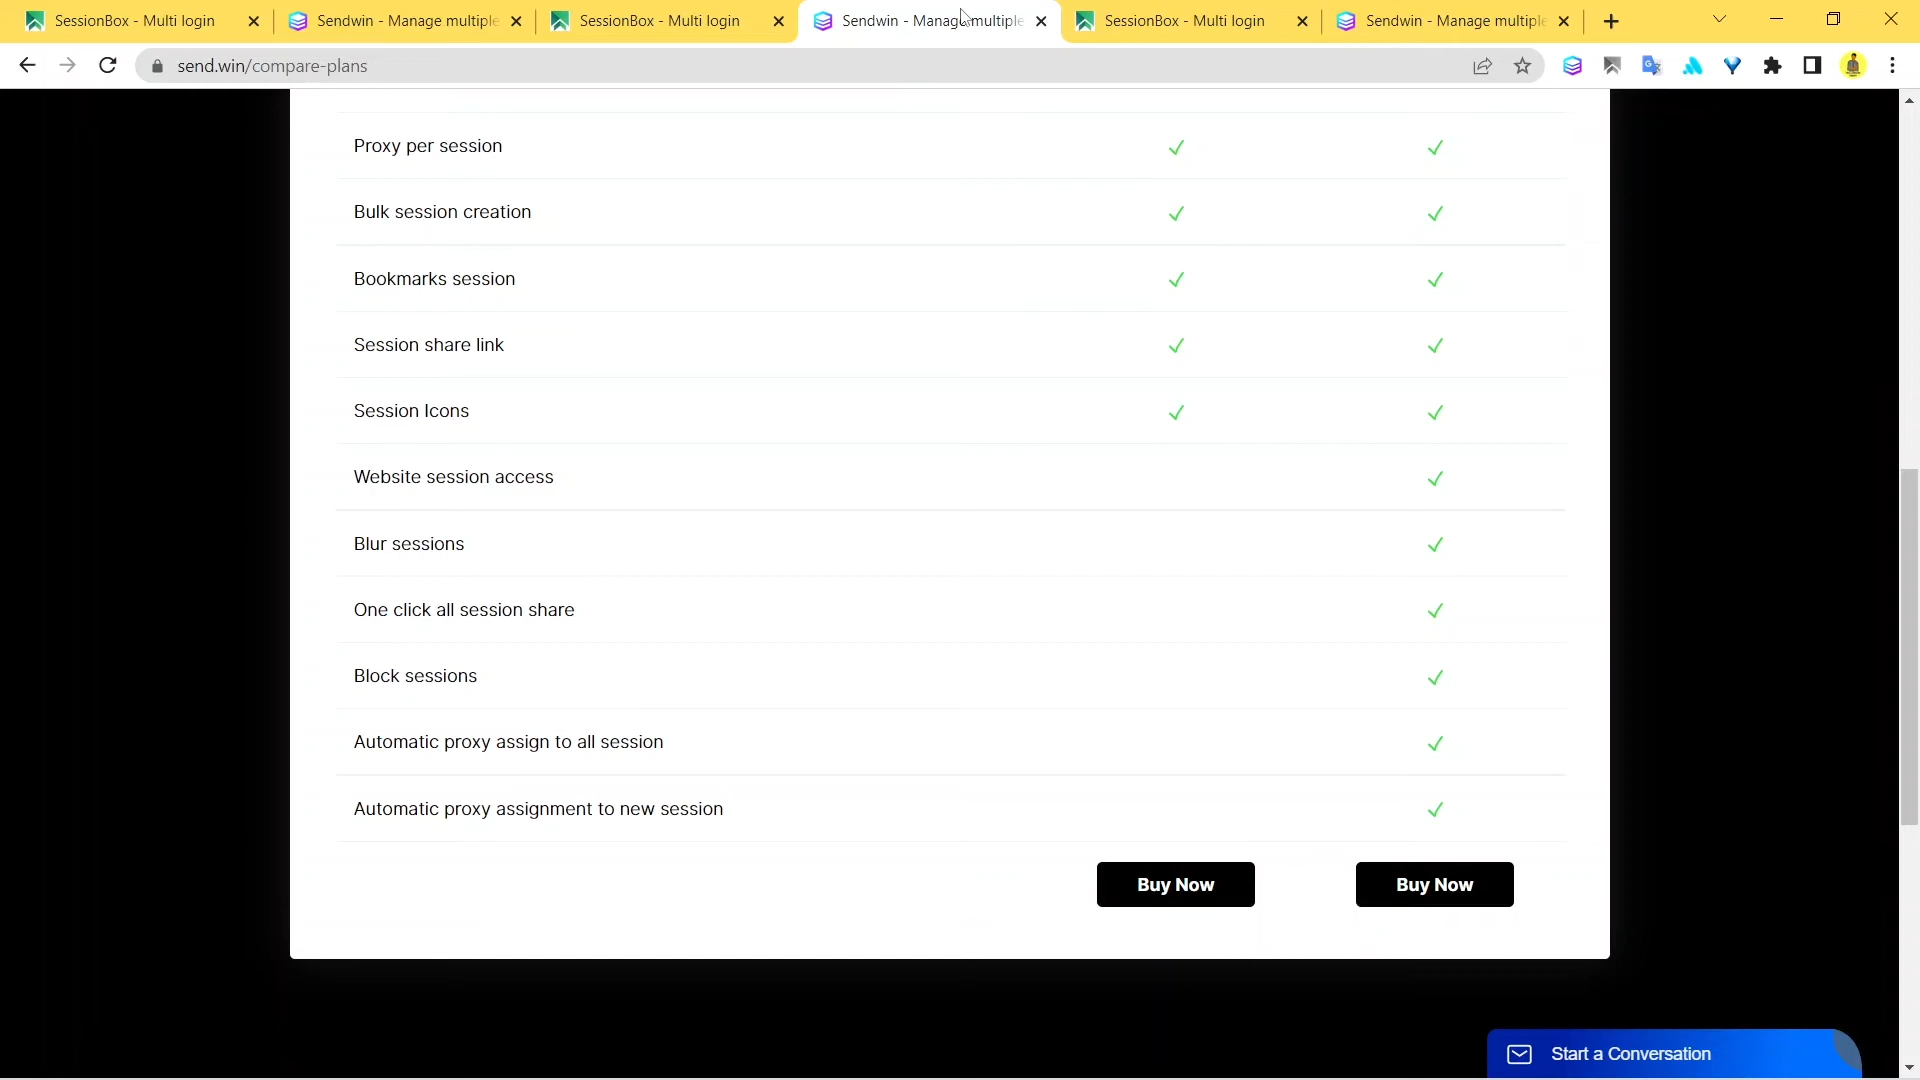 SessionBox - Multi login
Sendwin - Manage multiple
SessionBox - Multi login
Sendwin - Manage multiple
SessionBox - Multi login
Sendwin - Manage multiple
send.win/compare-plans
Proxy per session
Bulk session creation
Bookmarks session
Session share link
Session Icons
Website session access
Blur sessions
One click all session share
Block sessions
Automatic proxy assign to all session
Automatic proxy assignment to new session
Buy Now
Buy Now
Start a Conversation